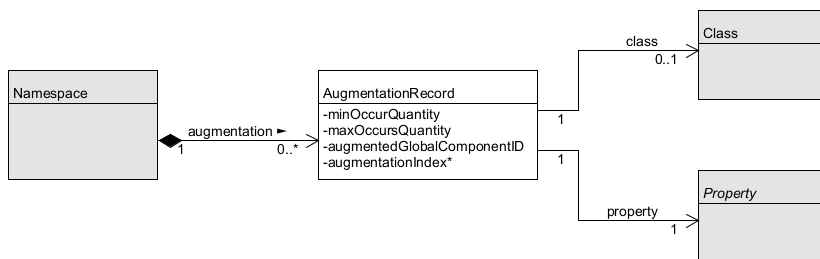 class
Class
0..1
Namespace
AugmentationRecord
-minOccurQuantity
-maxOccursQuantity
-augmentedGlobalComponentID
-augmentationIndex*
augmentation ►
1
0..*
1
1
Property
property
1